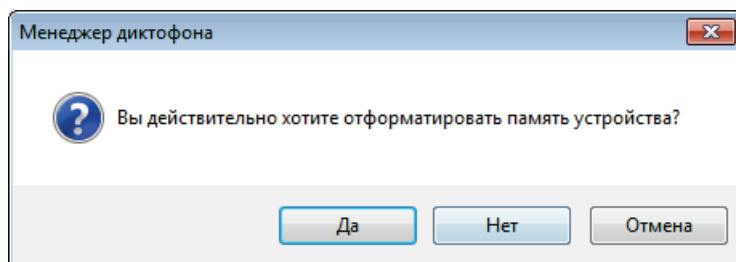 Менеджер диктофона
Вы действительно хотите отформатировать память устройства?
Да Нет Отмена